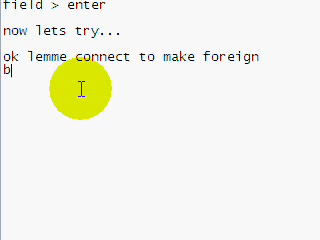 field > enter
now lets try...
ok lemme connect to make foreign
b